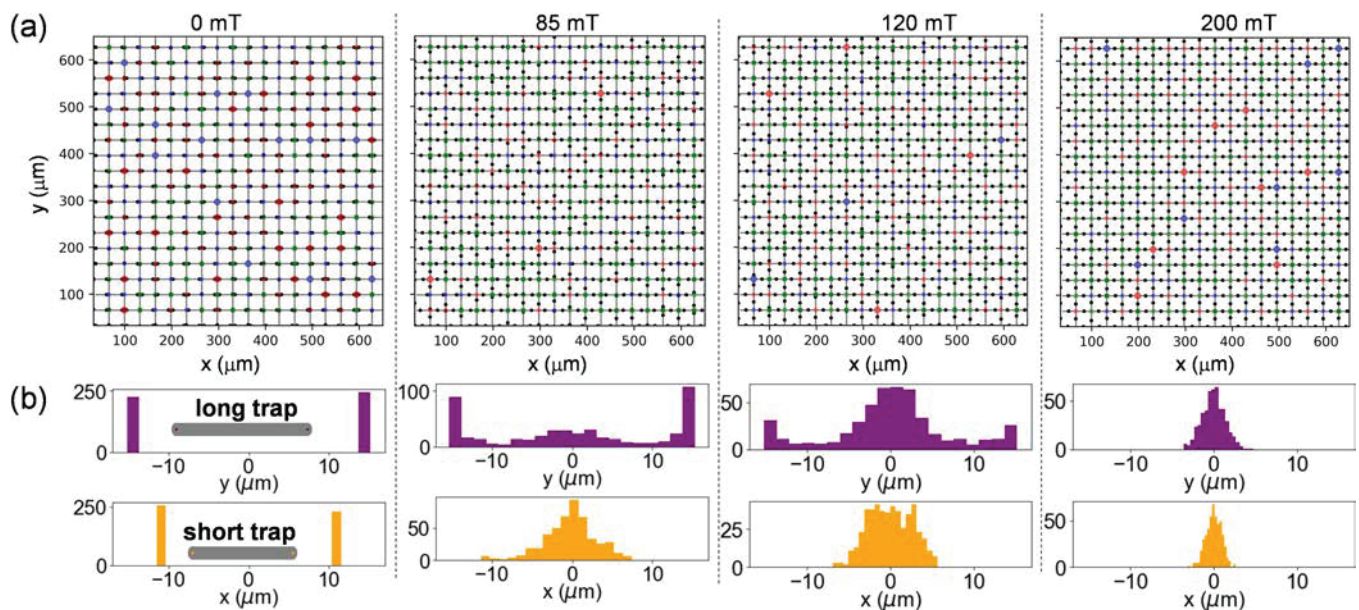 (a) 0 mT 85 mT 120 mT 200 mT
600
500
400
300
200
100
y (μm)
100 200 300 400 500 600 100 200 300 400 500 600 100 200 300 400 500 600 100 200 300 400 500 600
x (μm) x (μm) x (μm) x (μm)
(b)
250 100 50 50
long trap
0 0 0 0
−10 0 10 −10 0 10 −10 0 10 −10 0 10
y (μm) y (μm) y (μm) y (μm)
250 50 25 50
short trap
0 0 0 0
−10 0 10 −10 0 10 −10 0 10 −10 0 10
x (μm) x (μm) x (μm) x (μm)